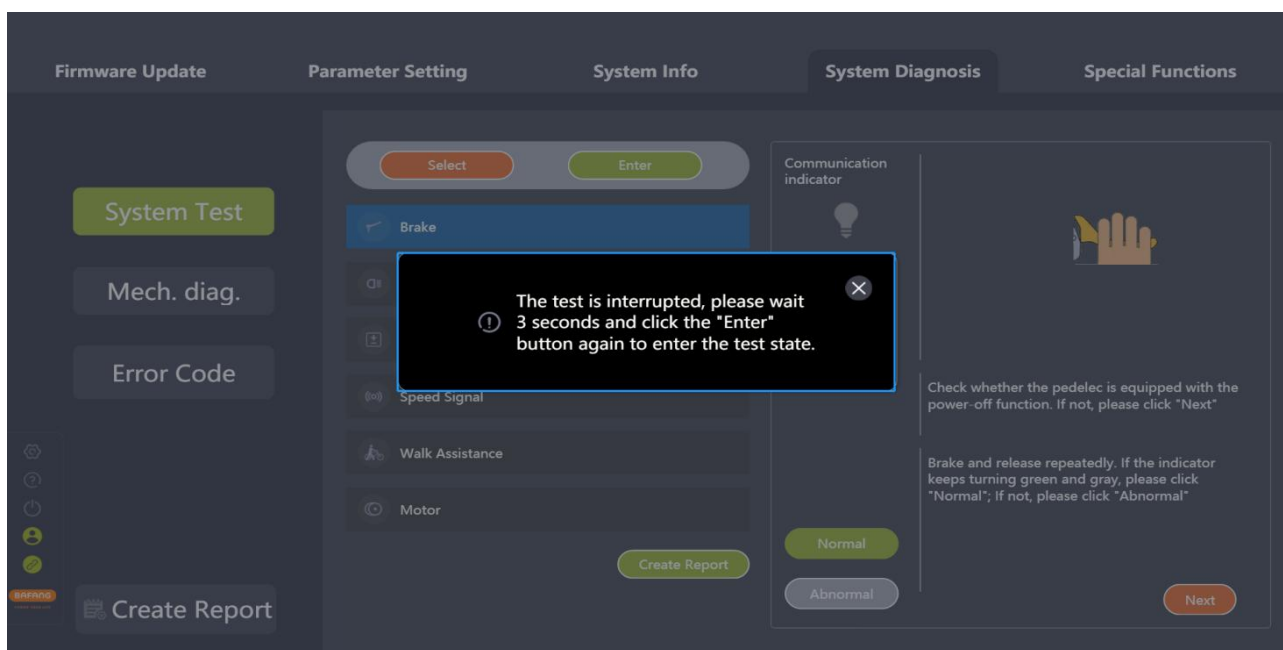 Firmware Update
Parameter Setting
System Info
System Diagnosis
Special Functions
System Test
Mech. diag.
Error Code
Create Report
BAFANG
Select
Enter
Brake
Speed Signal
Walk Assistance
Motor
Create Report
The test is interrupted, please wait
3 seconds and click the "Enter"
button again to enter the test state.
Communication
indicator
Check whether the pedelec is equipped with the
power-off function. If not, please click "Next"
Brake and release repeatedly. If the indicator
keeps turning green and gray, please click
"Normal"; If not, please click "Abnormal"
Normal
Abnormal
Next